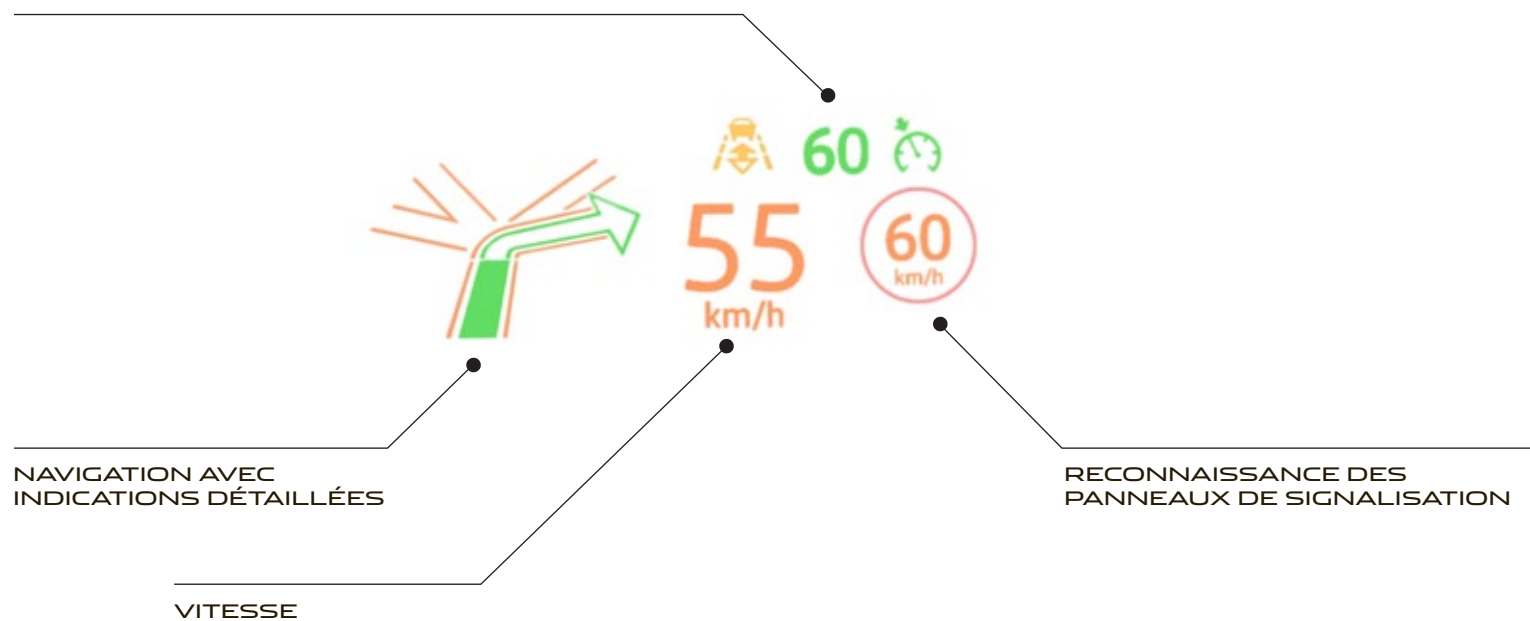 60
55
km/h
60
km/h
NAVIGATION AVEC
INDICATIONS DÉTAILLÉES
RECONNAISSANCE DES
PANNEAUX DE SIGNALISATION
VITESSE